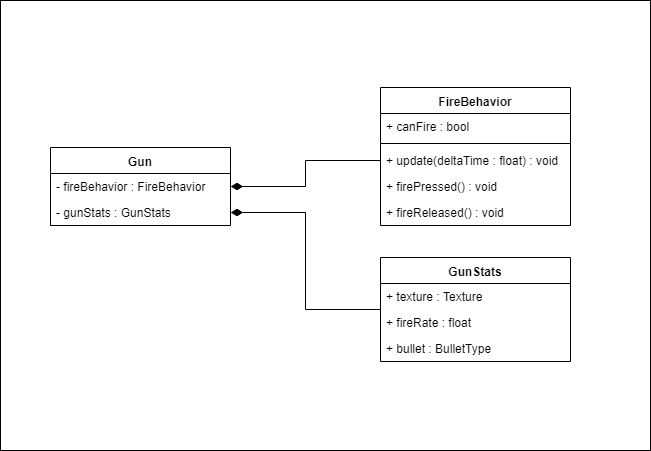 Gun
- fireBehavior : FireBehavior
- gunStats : GunStats
FireBehavior
+ canFire : bool
+ update(deltaTime : float) : void
+ firePressed() : void
+ fireReleased() : void
GunStats
+ texture : Texture
+ fireRate : float
+ bullet : BulletType